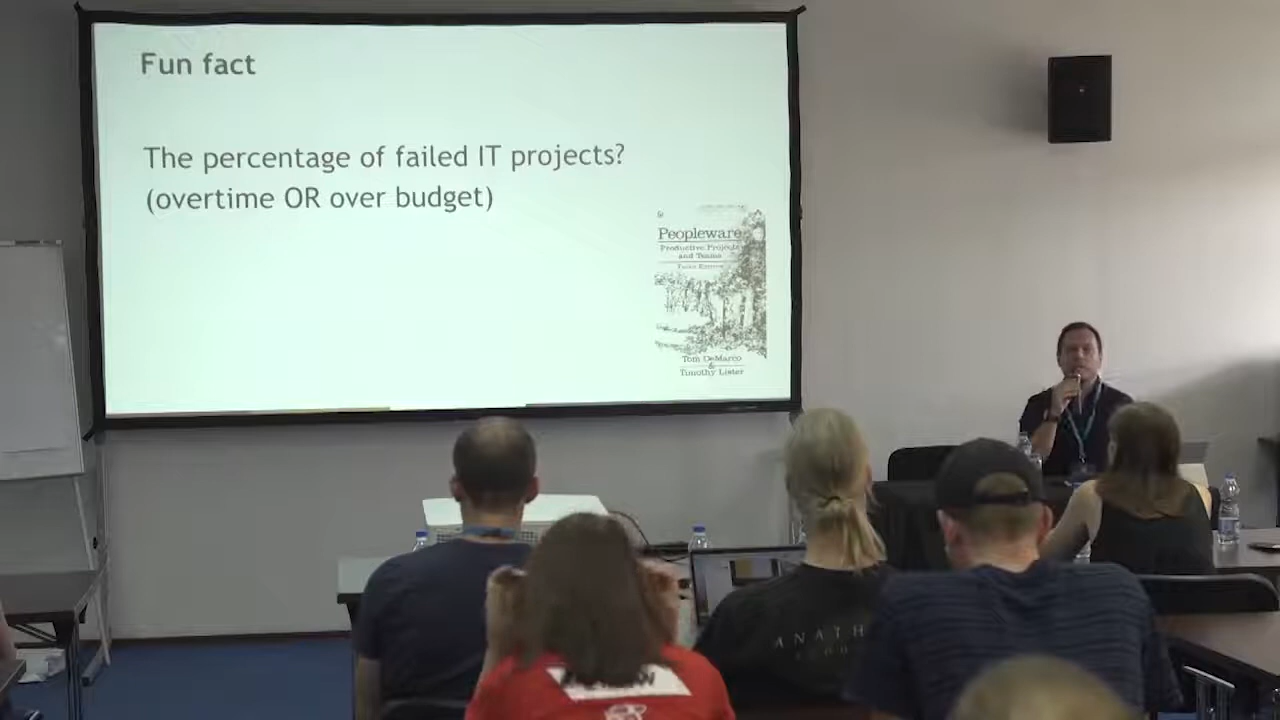 Fun fact
The percentage of failed IT projects?
(overtime OR over budget)
Peopleware
Productive Projects
and Teams
Tom DeMarco
&
Timothy Lister
ANATH